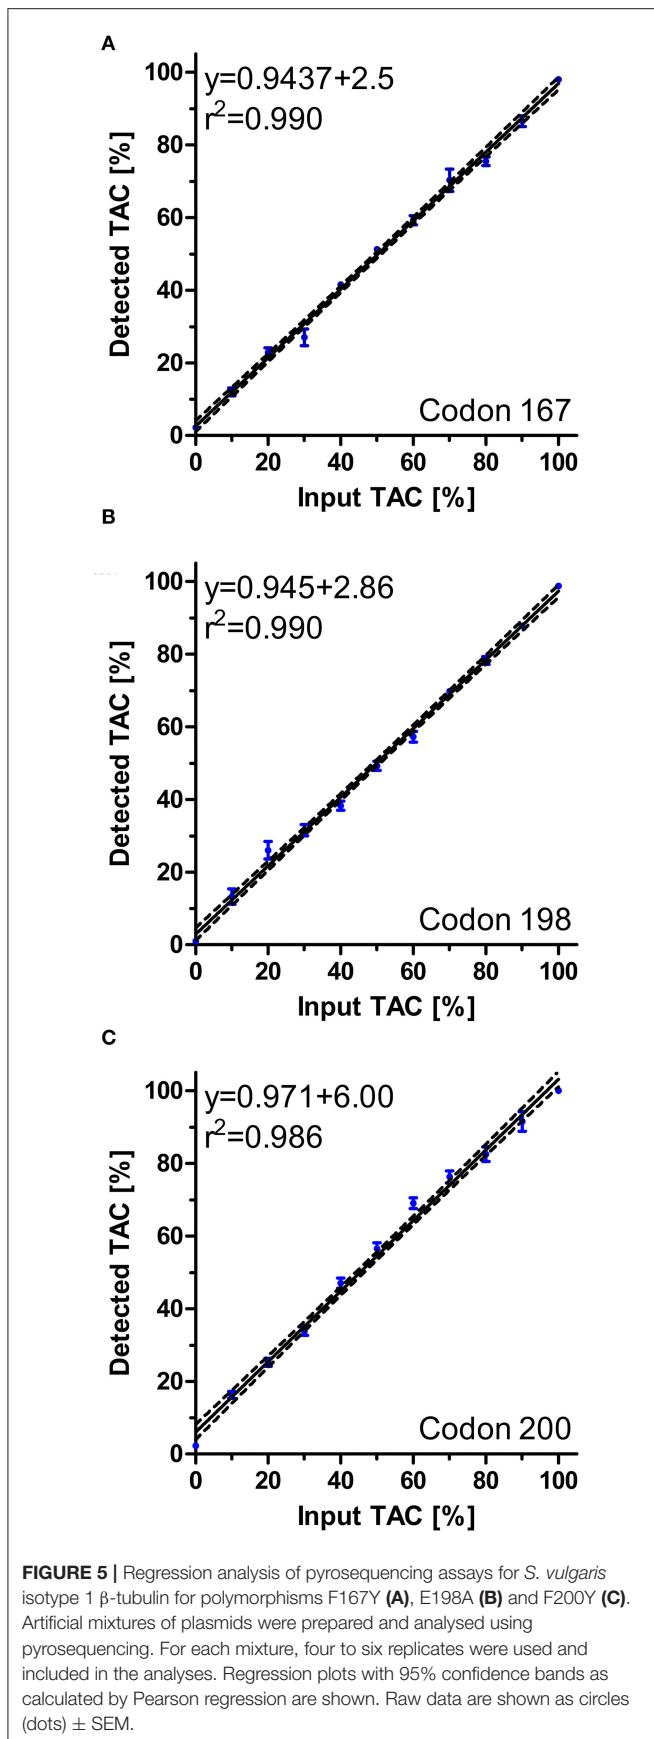 A
y=0.9437+2.5
r²=0.990
100
80
60
40
20
0
Detected TAC [%]
Codon 167
0 20 40 60 80 100
Input TAC [%]
B
y=0.945+2.86
r²=0.990
100
80
60
40
20
0
Detected TAC [%]
Codon 198
0 20 40 60 80 100
Input TAC [%]
C
y=0.971+6.00
r²=0.986
100
80
60
40
20
0
Detected TAC [%]
Codon 200
0 20 40 60 80 100
Input TAC [%]
FIGURE 5 | Regression analysis of pyrosequencing assays for S. vulgaris
isotype 1 β-tubulin for polymorphisms F167Y (A), E198A (B) and F200Y (C).
Artificial mixtures of plasmids were prepared and analysed using
pyrosequencing. For each mixture, four to six replicates were used and
included in the analyses. Regression plots with 95% confidence bands as
calculated by Pearson regression are shown. Raw data are shown as circles
(dots) ± SEM.